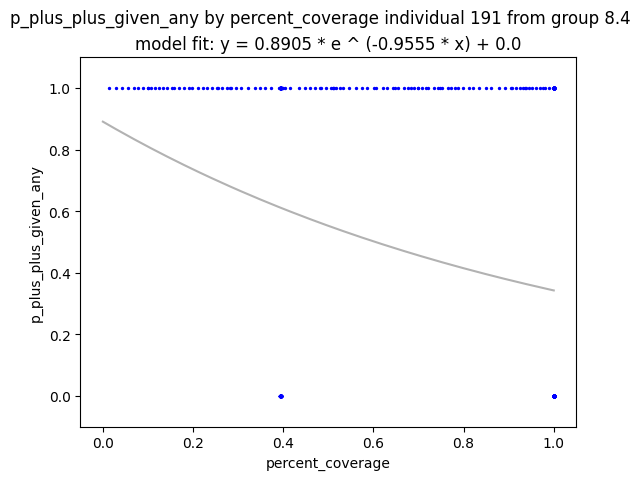 p_plus_plus_given_any by percent_coverage individual 191 from group 8.4
model fit: y = 0.8905 * e ^ (-0.9555 * x) + 0.0
1.0
0.8
0.6
0.4
0.2
0.0
p_plus_plus_given_any
0.0 0.2 0.4 0.6 0.8 1.0
percent_coverage